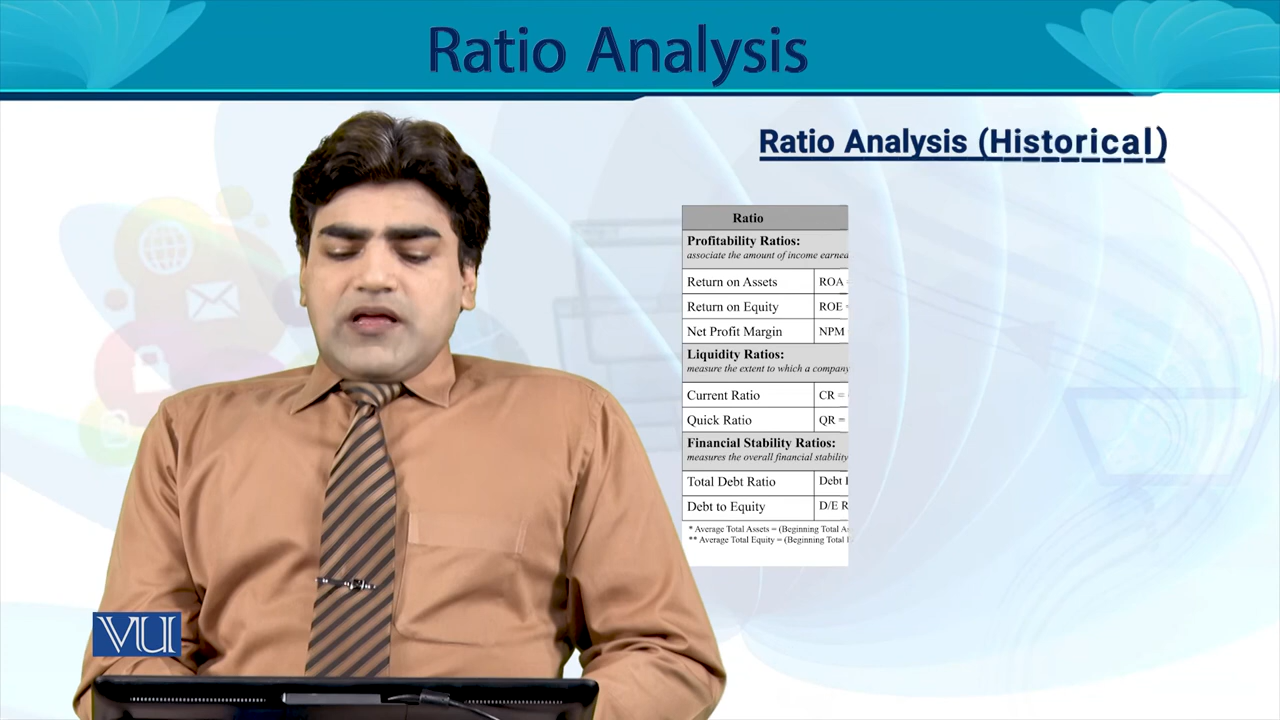 Ratio Analysis
Ratio Analysis (Historical)
Ratio
Profitability Ratios:
associate the amount of income earned
Return on Assets ROA
Return on Equity ROE
Net Profit Margin NPM
Liquidity Ratios:
measure the extent to which a company
Current Ratio CR =
Quick Ratio QR =
Financial Stability Ratios:
measures the overall financial stability
Total Debt Ratio Debt
Debt to Equity D/E R
* Average Total Assets = (Beginning Total
** Average Total Equity = (Beginning Total
VU